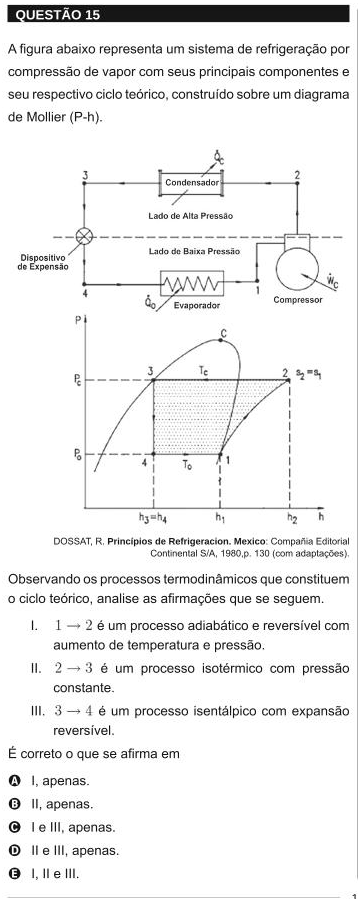 QUESTÃO 15
A figura abaixo representa um sistema de refrigeração por
compressão de vapor com seus principais componentes e
seu respectivo ciclo teórico, construído sobre um diagrama
de Mollier (P-h).
Q̇c
3
Condensador
2
Lado de Alta Pressão
Dispositivo
de Expensão
Lado de Baixa Pressão
4
Q̇o
Evaporador
1
Compressor
Ẇc
P
C
Pc
3
Tc
2
s₂=s₁
Po
4
To
1
h₃=h₄
h₁
h₂
h
DOSSAT, R. Princípios de Refrigeracion. Mexico: Compañia Editorial
Continental S/A, 1980,p. 130 (com adaptações).
Observando os processos termodinâmicos que constituem
o ciclo teórico, analise as afirmações que se seguem.
I. 1 → 2 é um processo adiabático e reversível com
aumento de temperatura e pressão.
II. 2 → 3 é um processo isotérmico com pressão
constante.
III. 3 → 4 é um processo isentálpico com expansão
reversível.
É correto o que se afirma em
A I, apenas.
B II, apenas.
C I e III, apenas.
D II e III, apenas.
E I, II e III.